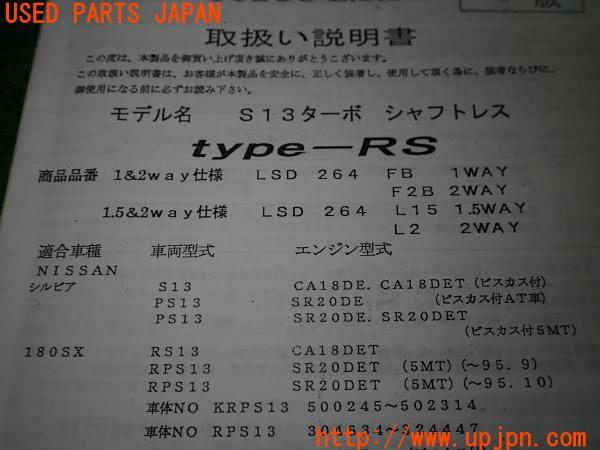 USED PARTS JAPAN
版
取扱い説明書
この度は、本製品を御買い上げ頂き誠にありがとうございます。
この取扱い説明書は、お客様が本製品を安全に、正しく装着し、使用して頂く為に、装着ならびに、
御使用になる前に必ずお読み下さい。
モデル名 S13ターボ シャフトレス
type-RS
商品品番 1&2way仕様 LSD 264 FB 1WAY
F2B 2WAY
1.5&2way仕様 LSD 264 L15 1.5WAY
L2 2WAY
適合車種 車両型式 エンジン型式
NISSAN
シルビア S13 CA18DE. CA18DET (ビスカス付)
PS13 SR20DE (ビスカス付AT車)
PS13 SR20DE. SR20DET
(ビスカス付5MT)
180SX RS13 CA18DET
RPS13 SR20DET (5MT) (～95.9)
RPS13 SR20DET (5MT) (～95.10)
車体NO KRPS13 500245～502314
車体NO RPS13 304634～324447
http://www.upjpn.com